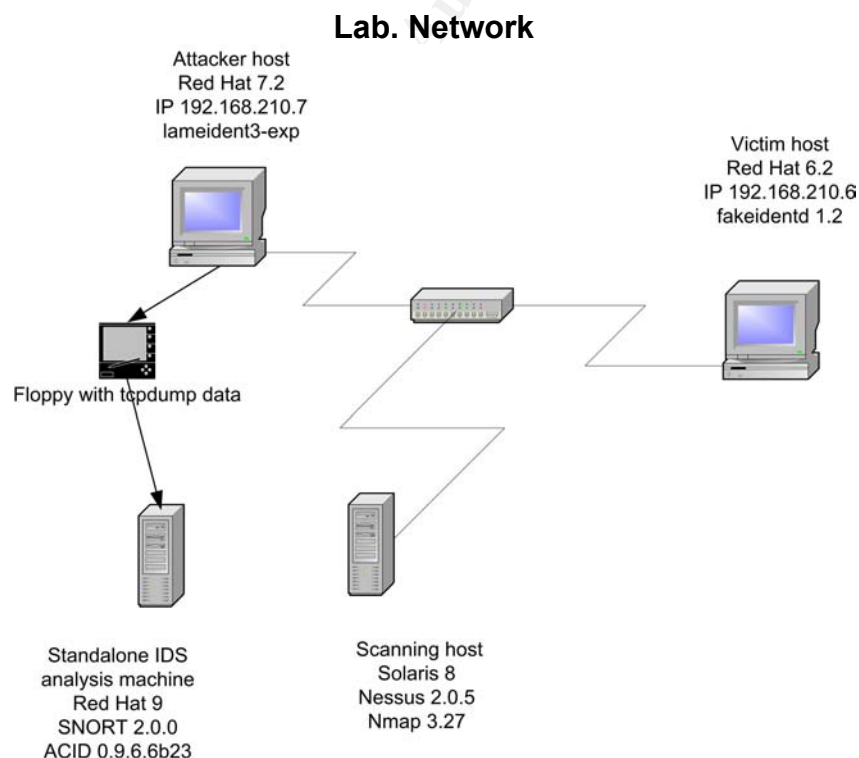 Lab. Network
Attacker host
Red Hat 7.2
IP 192.168.210.7
lameident3-exp
Victim host
Red Hat 6.2
IP 192.168.210.6
fakeidentd 1.2
Floppy with tcpdump data
Standalone IDS
analysis machine
Red Hat 9
SNORT 2.0.0
ACID 0.9.6.6b23
Scanning host
Solaris 8
Nessus 2.0.5
Nmap 3.27